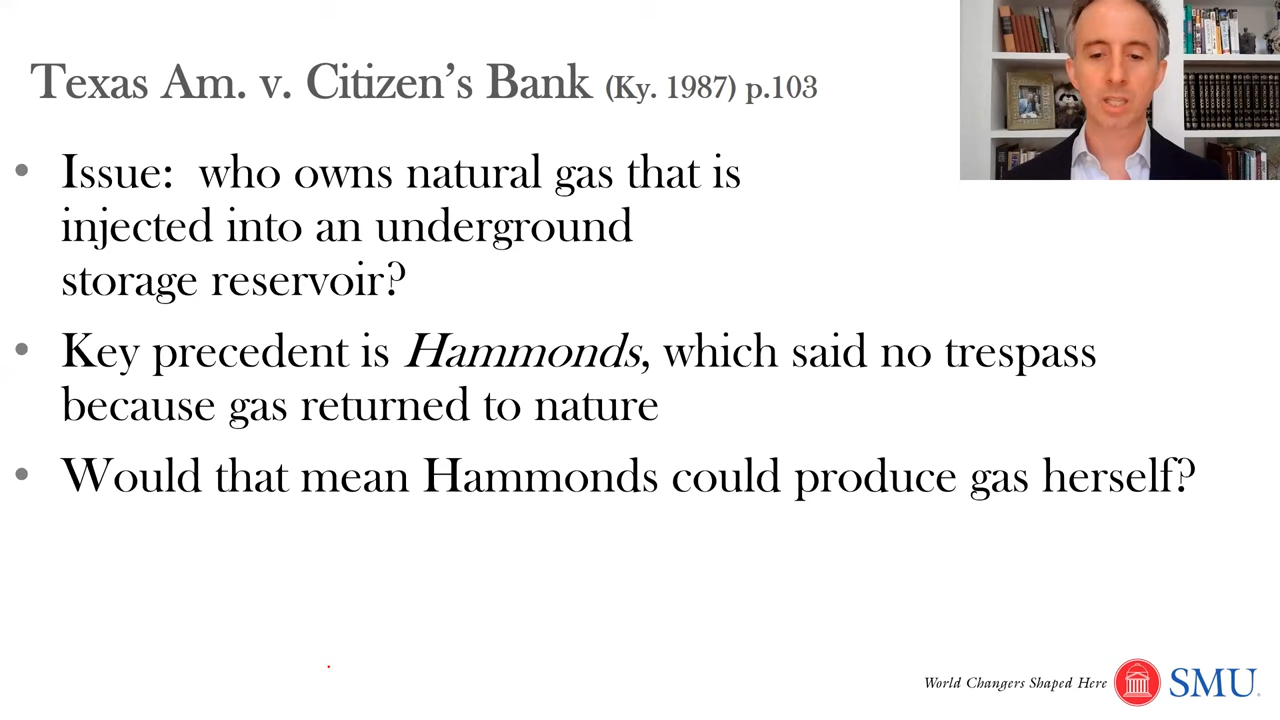 Texas Am. v. Citizen’s Bank (Ky. 1987) p.103
• Issue:  who owns natural gas that is
injected into an underground
storage reservoir?
• Key precedent is Hammonds, which said no trespass
because gas returned to nature
• Would that mean Hammonds could produce gas herself?
World Changers Shaped Here
SMU